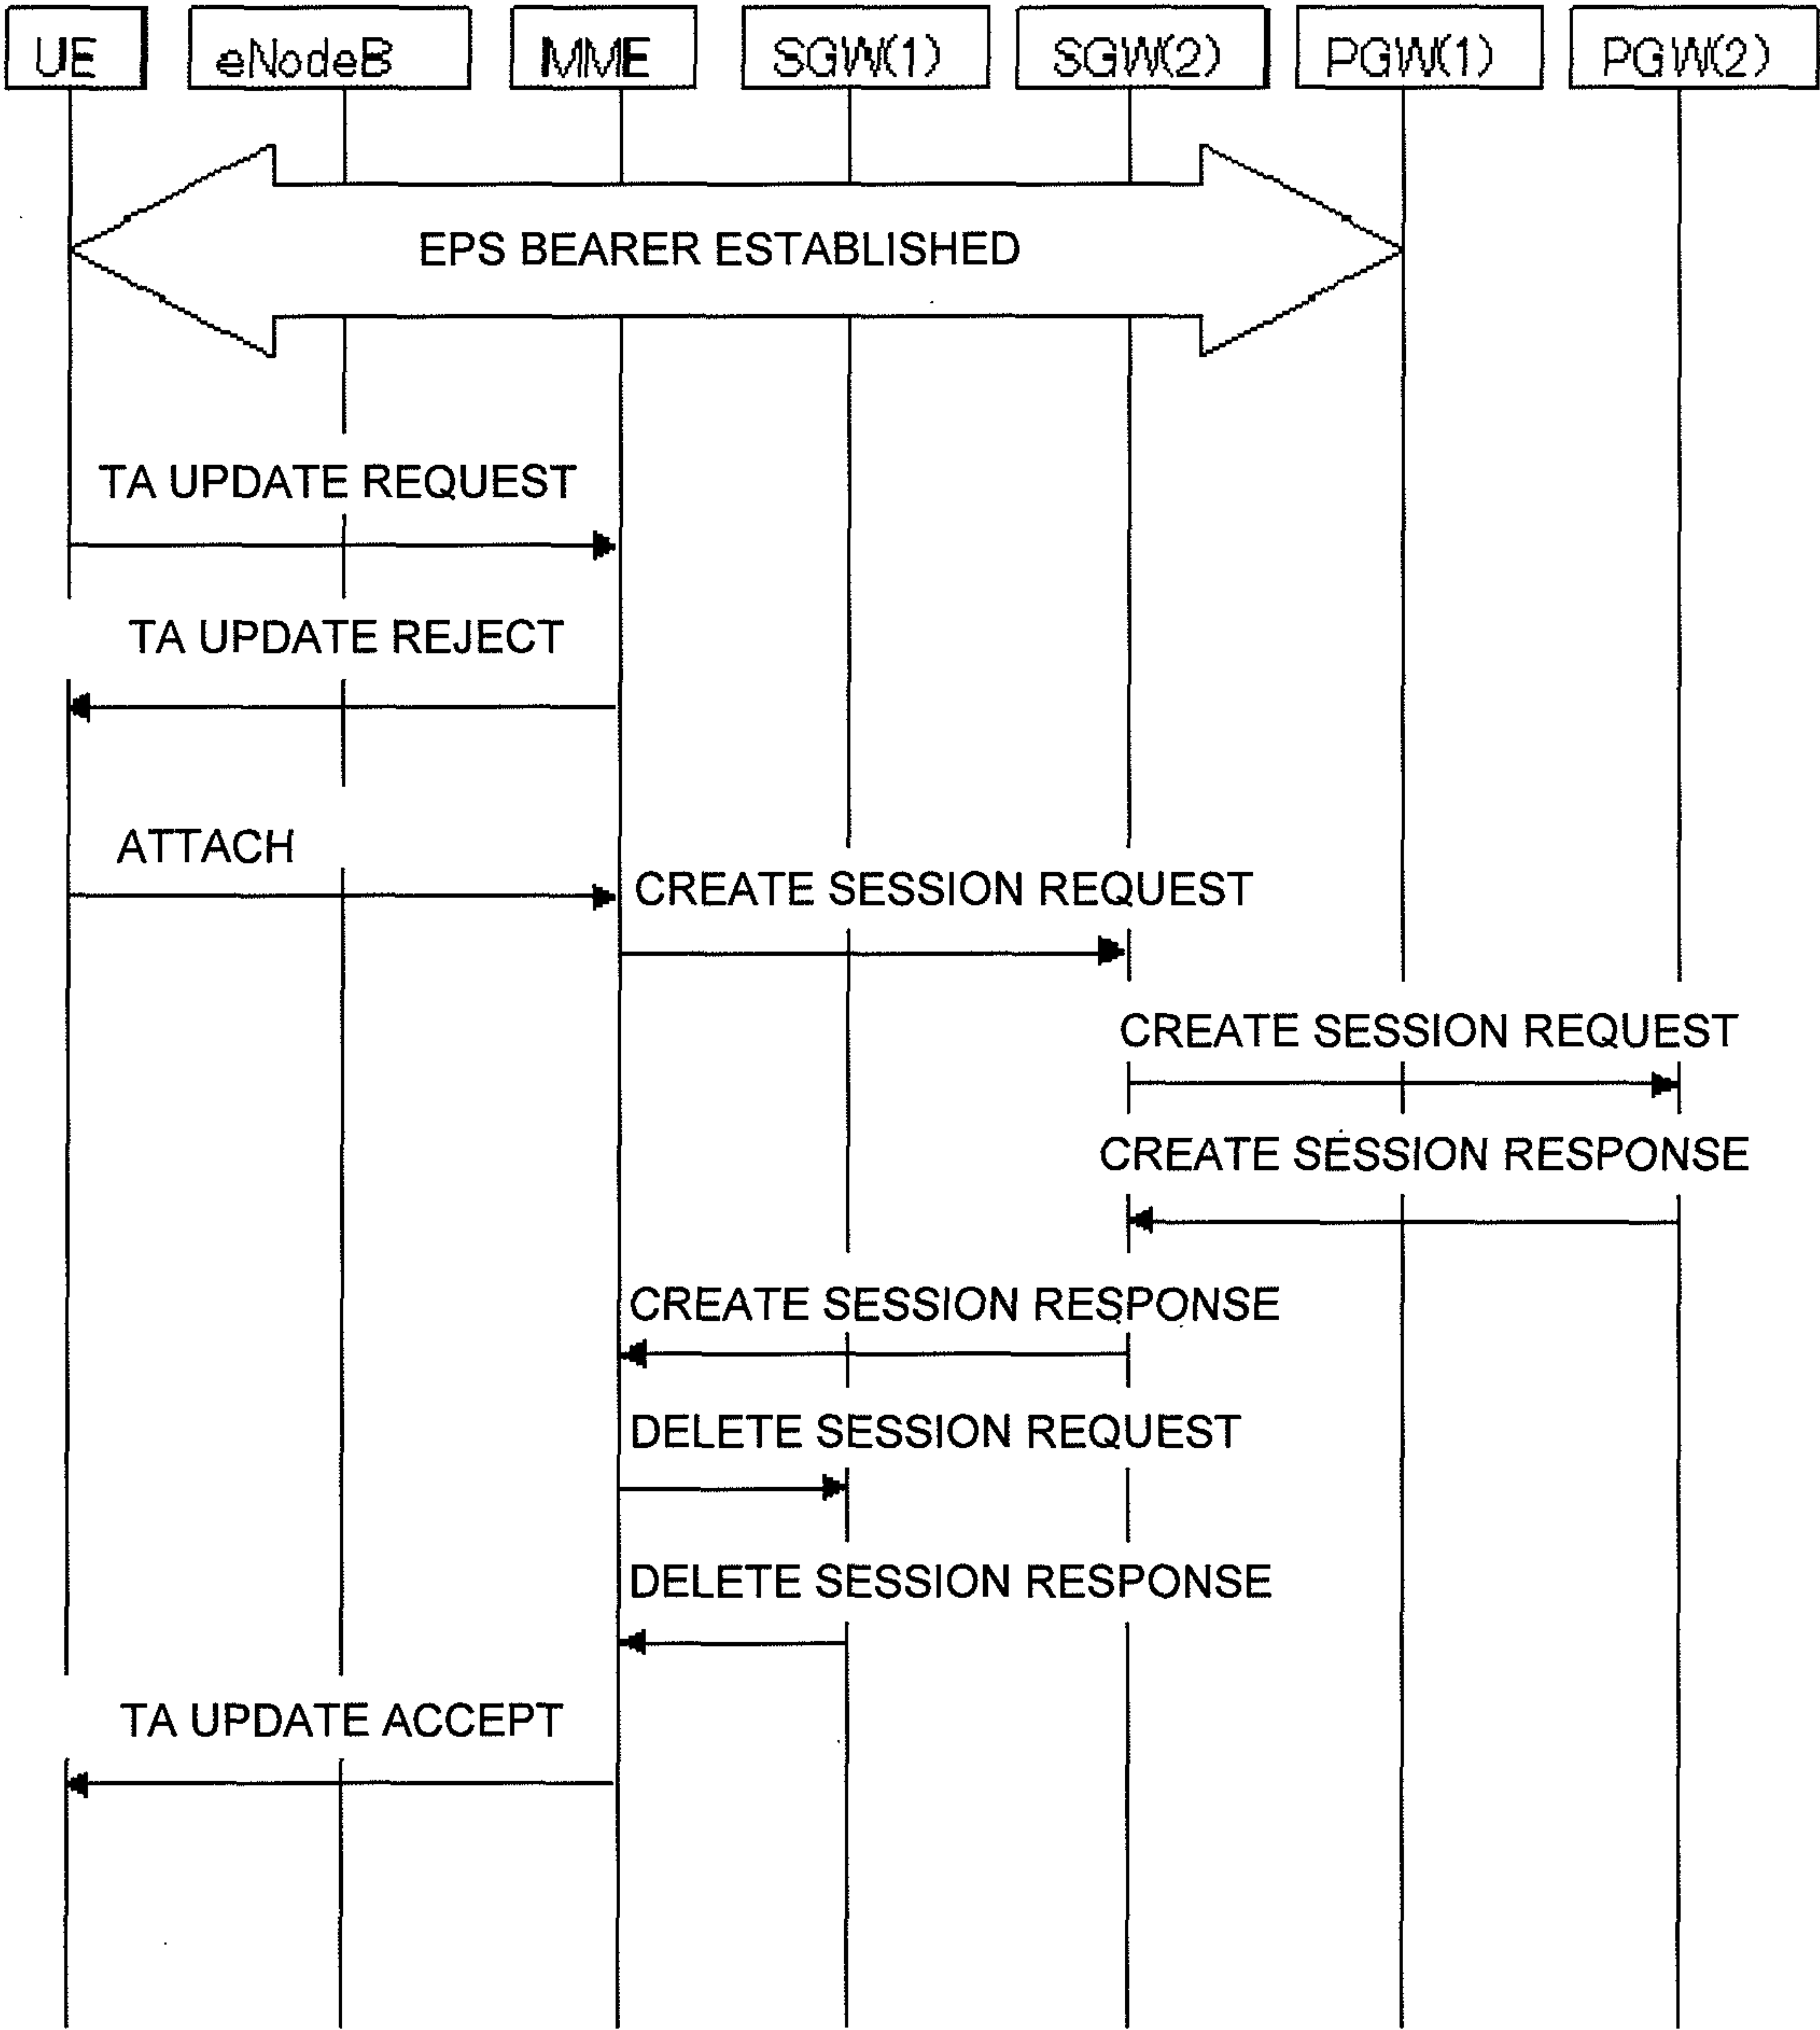 UE
eNodeB
MME
SGW(1)
SGW(2)
PGW(1)
PGW(2)
EPS BEARER ESTABLISHED
TA UPDATE REQUEST
TA UPDATE REJECT
ATTACH
CREATE SESSION REQUEST
CREATE SESSION REQUEST
CREATE SESSION RESPONSE
CREATE SESSION RESPONSE
DELETE SESSION REQUEST
DELETE SESSION RESPONSE
TA UPDATE ACCEPT